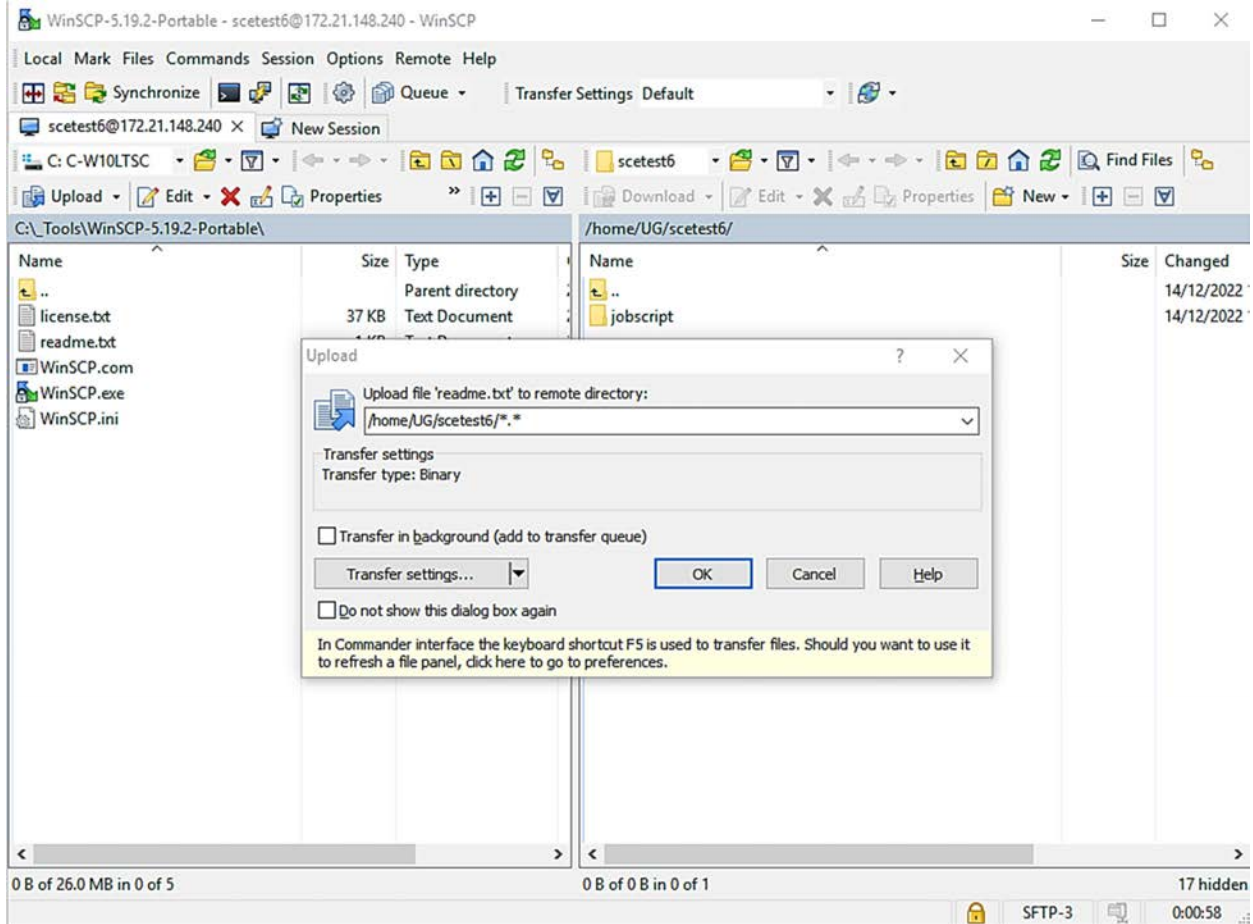 WinSCP-5.19.2-Portable - scetest6@172.21.148.240 - WinSCP
Local Mark Files Commands Session Options Remote Help
Synchronize Queue Transfer Settings Default
scetest6@172.21.148.240 New Session
C: C-W10LTSC scetest6 Find Files
Upload Edit Properties » Download Edit Properties New
C:\_Tools\WinSCP-5.19.2-Portable\ /home/UG/scetest6/
Name Size Type Name Size Changed
.. Parent directory .. 14/12/2022
license.txt 37 KB Text Document jobscript 14/12/2022
readme.txt
WinSCP.com
WinSCP.exe
WinSCP.ini
Upload ?
Upload file 'readme.txt' to remote directory:
/home/UG/scetest6/*.*
Transfer settings
Transfer type: Binary
Transfer in background (add to transfer queue)
Transfer settings... OK Cancel Help
Do not show this dialog box again
In Commander interface the keyboard shortcut F5 is used to transfer files. Should you want to use it
to refresh a file panel, click here to go to preferences.
0 B of 26.0 MB in 0 of 5 0 B of 0 B in 0 of 1 17 hidden
SFTP-3 0:00:58